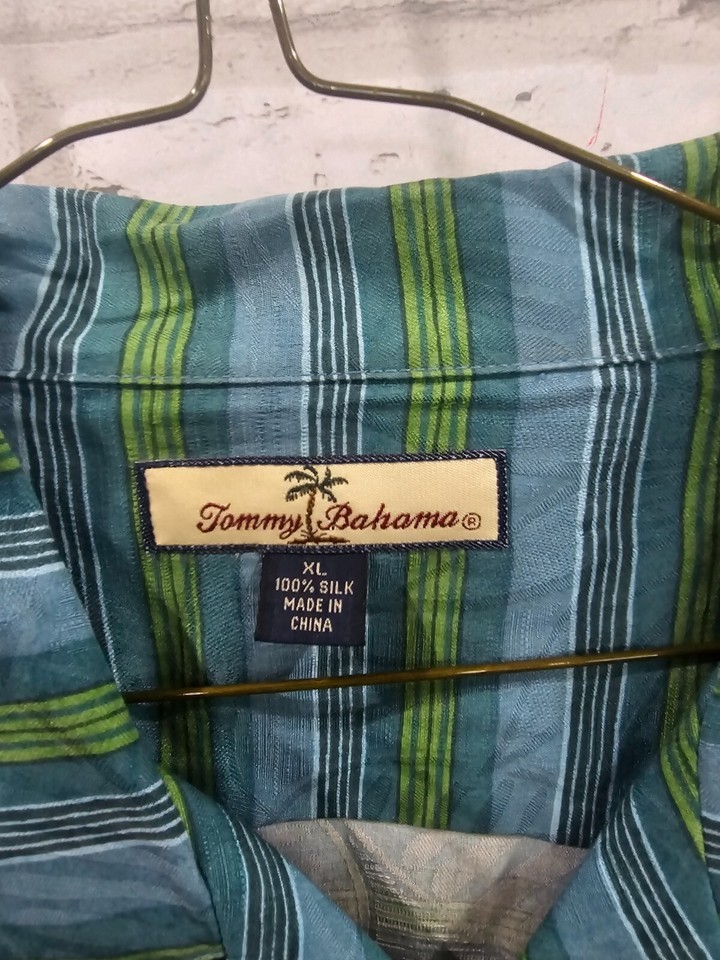 Tommy Bahama®
XL
100% SILK
MADE IN
CHINA